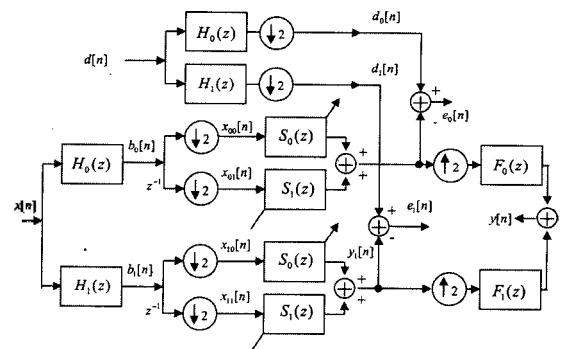 d[n]
H₀(z)
↓2
d₀[n]
H₁(z)
↓2
d₁[n]
+
-
e₀[n]
x[n]
H₀(z)
b₀[n]
↓2
x₀₀[n]
S₀(z)
+
+
↑2
F₀(z)
z⁻¹
↓2
x₀₁[n]
S₁(z)
+
-
e₁[n]
y[n]
H₁(z)
b₁[n]
↓2
x₁₀[n]
S₀(z)
y₁[n]
+
+
↑2
F₁(z)
z⁻¹
↓2
x₁₁[n]
S₁(z)